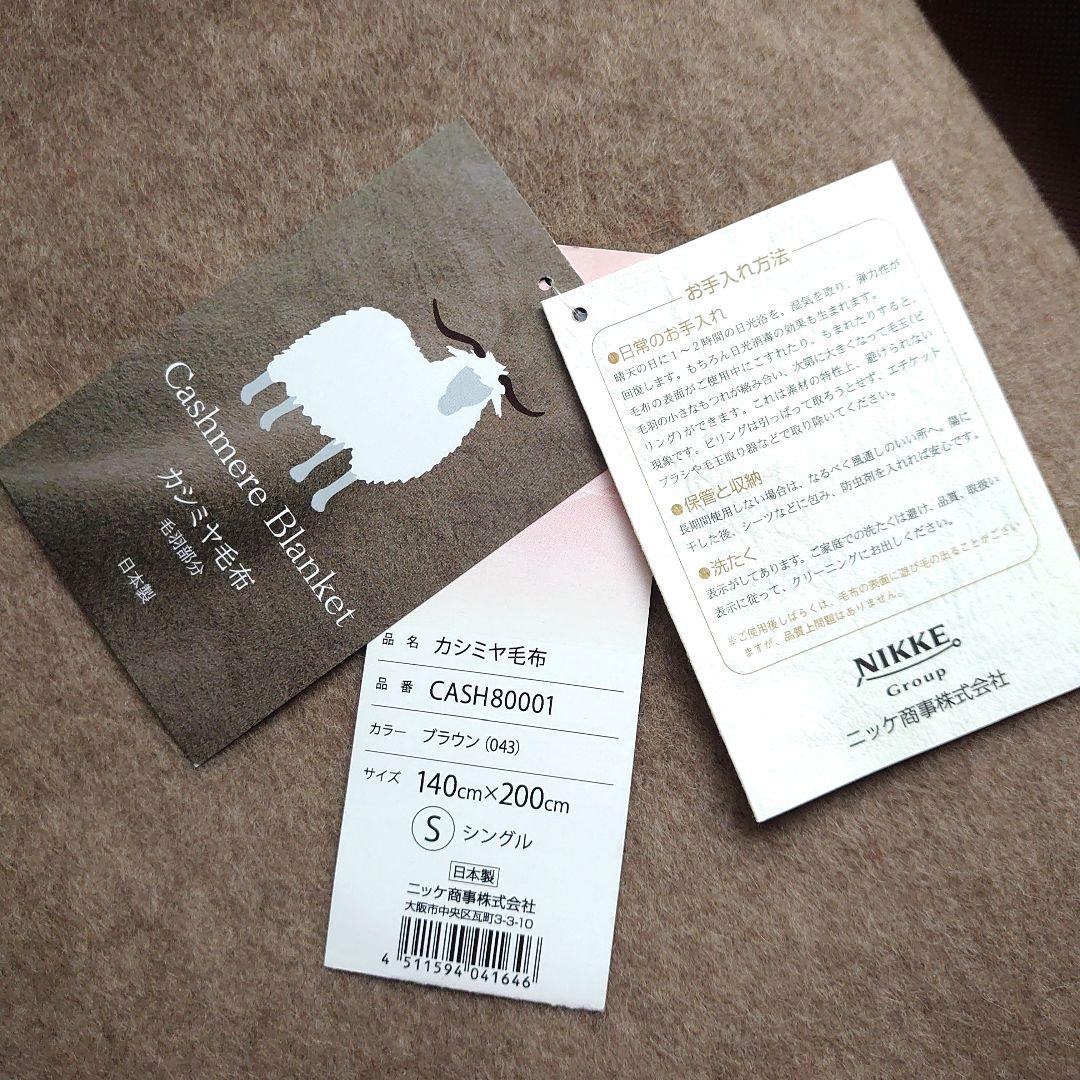 Cashmere Blanket
カシミヤ毛布
毛羽部分
日本製
品名 カシミヤ毛布
品番 CASH80001
カラー ブラウン(043)
サイズ 140cm×200cm
S シングル
日本製
ニッケ商事株式会社
大阪市中央区瓦町3-3-10
4 511594 041646
お手入れ方法
日常のお手入れ
晴天の日に1~2時間の日光浴を。湿気を取り、弾力性が
回復します。もちろん日光消毒の効果も生まれます。
毛布の表面がご使用中にこすれたり、もまれたりすると、
毛羽の小さなもつれが絡み合い、次第に大きくなって毛玉(ピ
リング)ができます。これは素材の特性上、避けられない
現象です。ピリングは引っぱって取ろうとせず、エチケット
ブラシや毛玉取り器などで取り除いてください。
保管と収納
長期間使用しない場合は、なるべく風通しのいい所へ。陽に
干した後、シーツなどに包み、防虫剤を入れれば安心です。
洗たく
表示がしてあります。ご家庭での洗たくは避け、品質、取扱い
表示に従って、クリーニングにお出しください。
※ご使用後しばらくは、毛布の表面に遊び毛の出ることがござい
ますが、品質上問題はありません。
NIKKE
Group
ニッケ商事株式会社